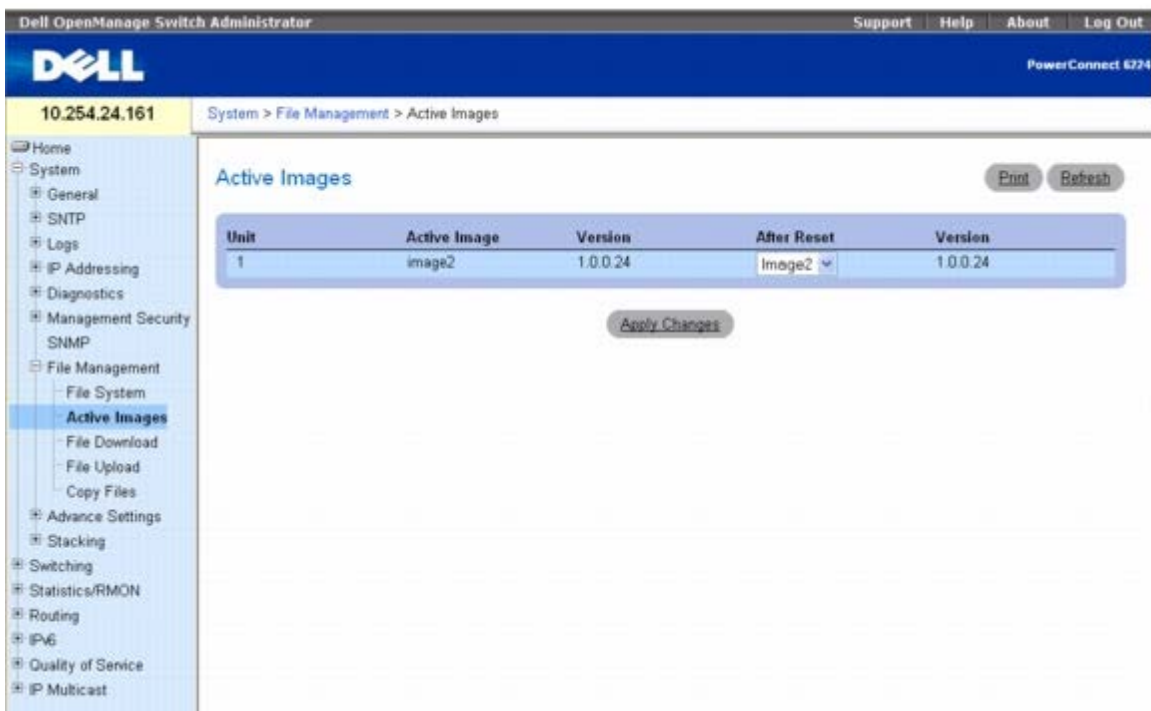 Dell OpenManage Switch Administrator Support Help About Log Out
DELL
PowerConnect 6224
10.254.24.161
System > File Management > Active Images
Home
System
General
SNTP
Logs
IP Addressing
Diagnostics
Management Security
SNMP
File Management
File System
Active Images
File Download
File Upload
Copy Files
Advance Settings
Stacking
Switching
Statistics/RMON
Routing
IPv6
Quality of Service
IP Multicast
Active Images
Print Refresh
Unit Active Image Version After Reset Version
1 image2 1.0.0.24 Image2 1.0.0.24
Apply Changes